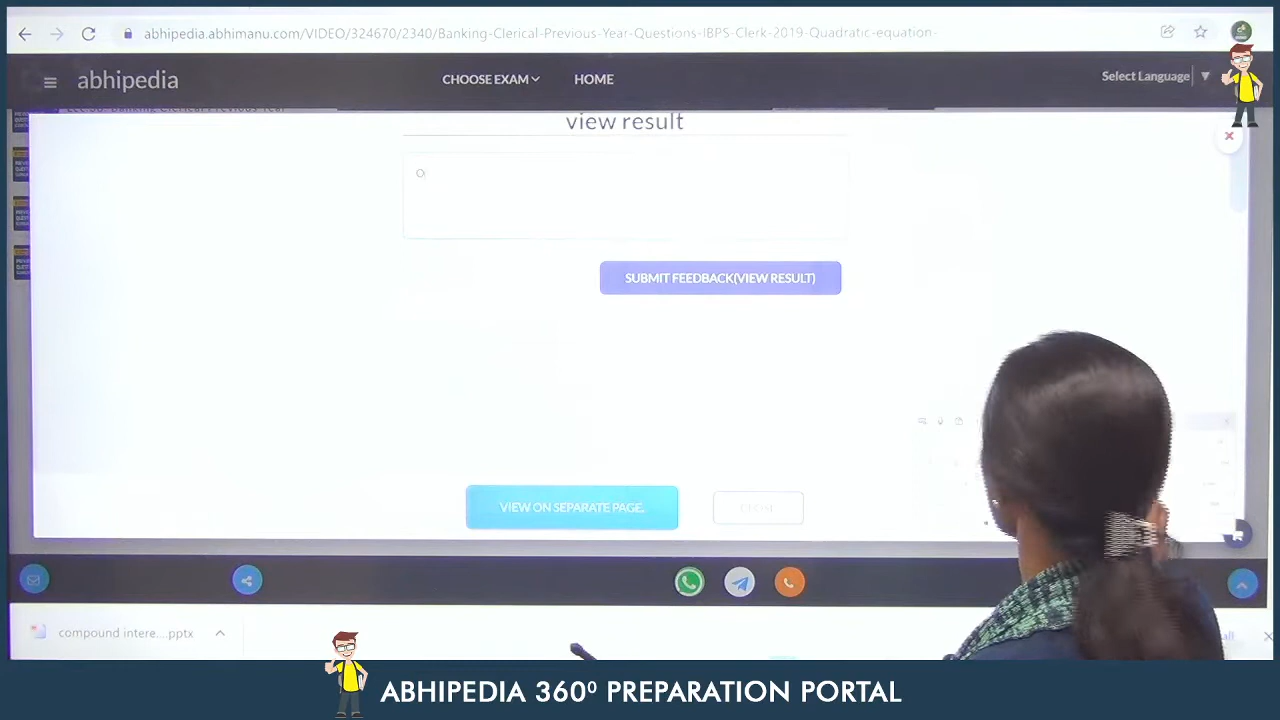 abhipedia.abhimanu.com/VIDEO/324670/2340/Banking-Clerical-Previous-Year-Questions-IBPS-Clerk-2019-Quadratic-equation-
abhipedia
CHOOSE EXAM
HOME
Select Language
view result
O
SUBMIT FEEDBACK(VIEW RESULT)
VIEW ON SEPARATE PAGE.
CLOSE
compound intere....pptx
ABHIPEDIA 360⁰ PREPARATION PORTAL